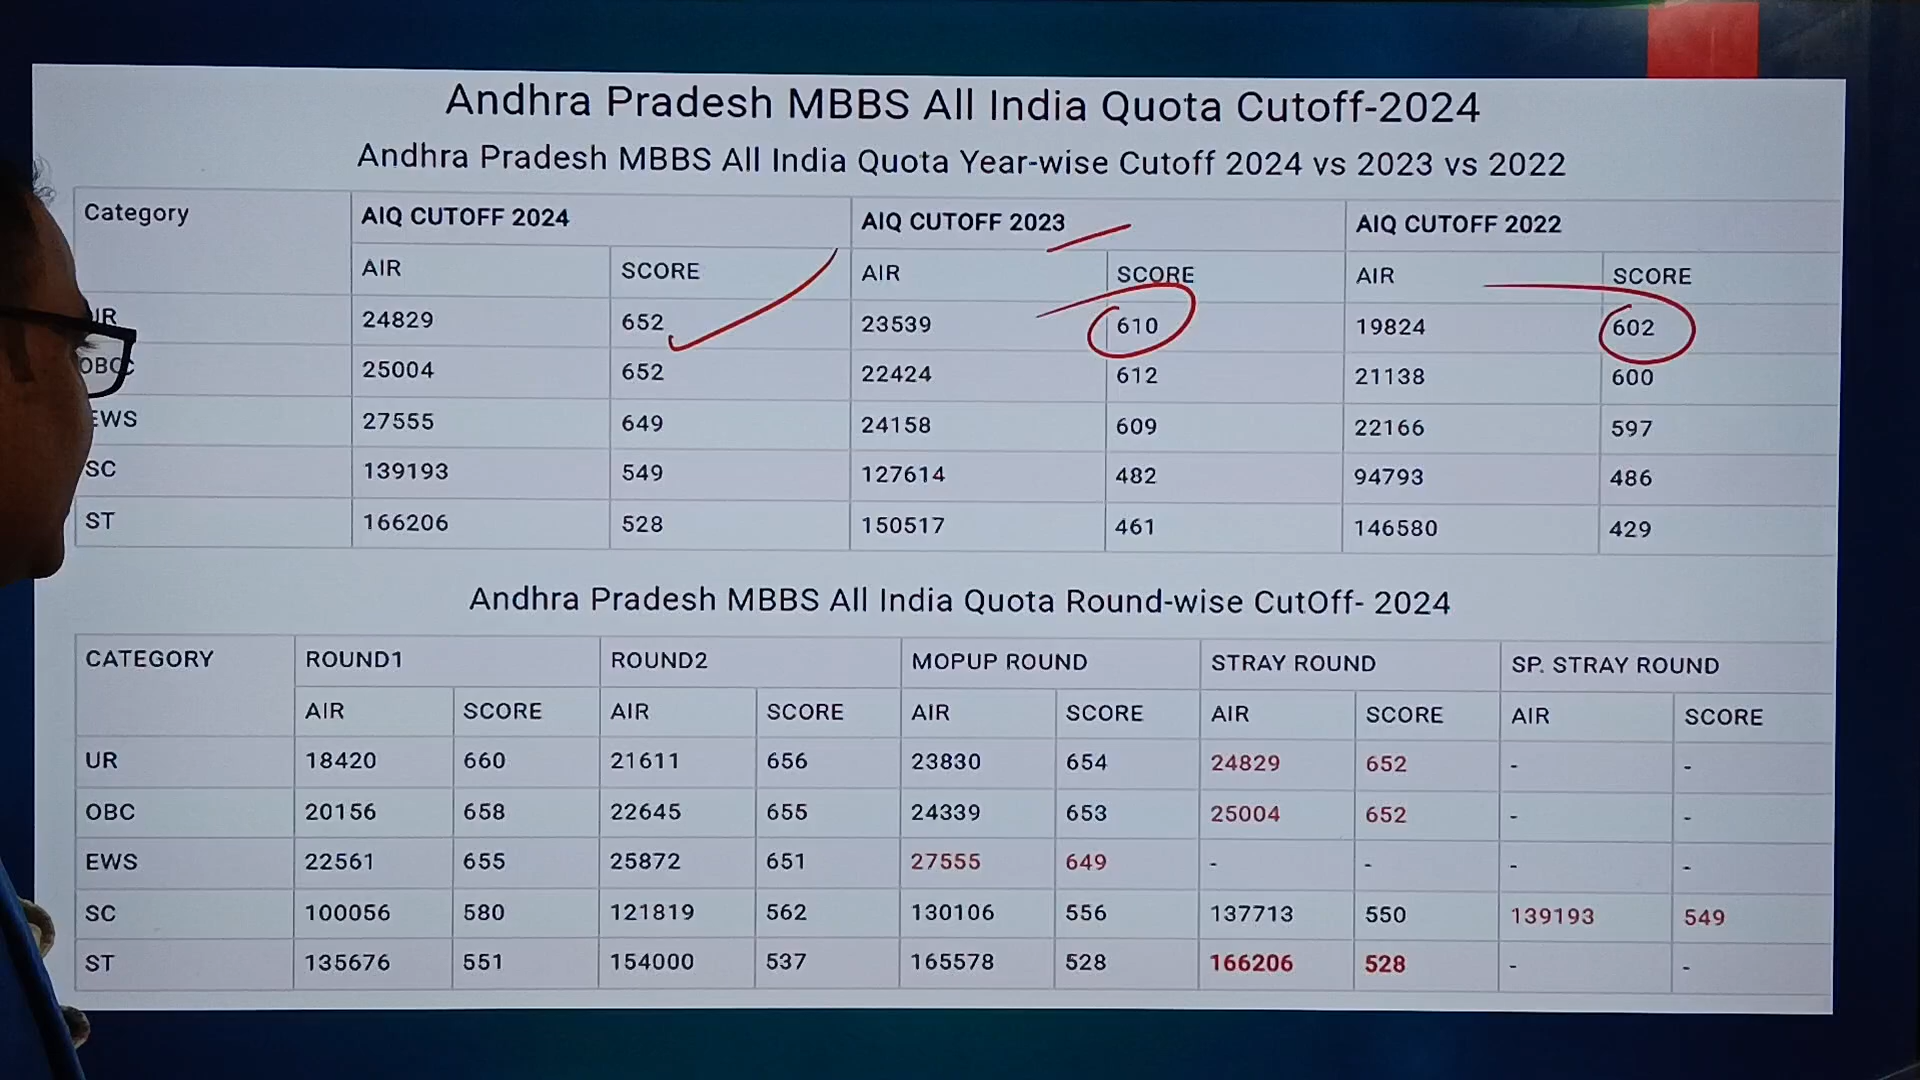 Andhra Pradesh MBBS All India Quota Cutoff-2024
Andhra Pradesh MBBS All India Quota Year-wise Cutoff 2024 vs 2023 vs 2022
Category AIQ CUTOFF 2024 AIQ CUTOFF 2023 AIQ CUTOFF 2022
AIR SCORE AIR SCORE AIR SCORE
UR 24829 652 23539 610 19824 602
OBC 25004 652 22424 612 21138 600
EWS 27555 649 24158 609 22166 597
SC 139193 549 127614 482 94793 486
ST 166206 528 150517 461 146580 429
Andhra Pradesh MBBS All India Quota Round-wise CutOff- 2024
CATEGORY ROUND1 ROUND2 MOPUP ROUND STRAY ROUND SP. STRAY ROUND
AIR SCORE AIR SCORE AIR SCORE AIR SCORE AIR SCORE
UR 18420 660 21611 656 23830 654 24829 652 - -
OBC 20156 658 22645 655 24339 653 25004 652 - -
EWS 22561 655 25872 651 27555 649 - - - -
SC 100056 580 121819 562 130106 556 137713 550 139193 549
ST 135676 551 154000 537 165578 528 166206 528 - -